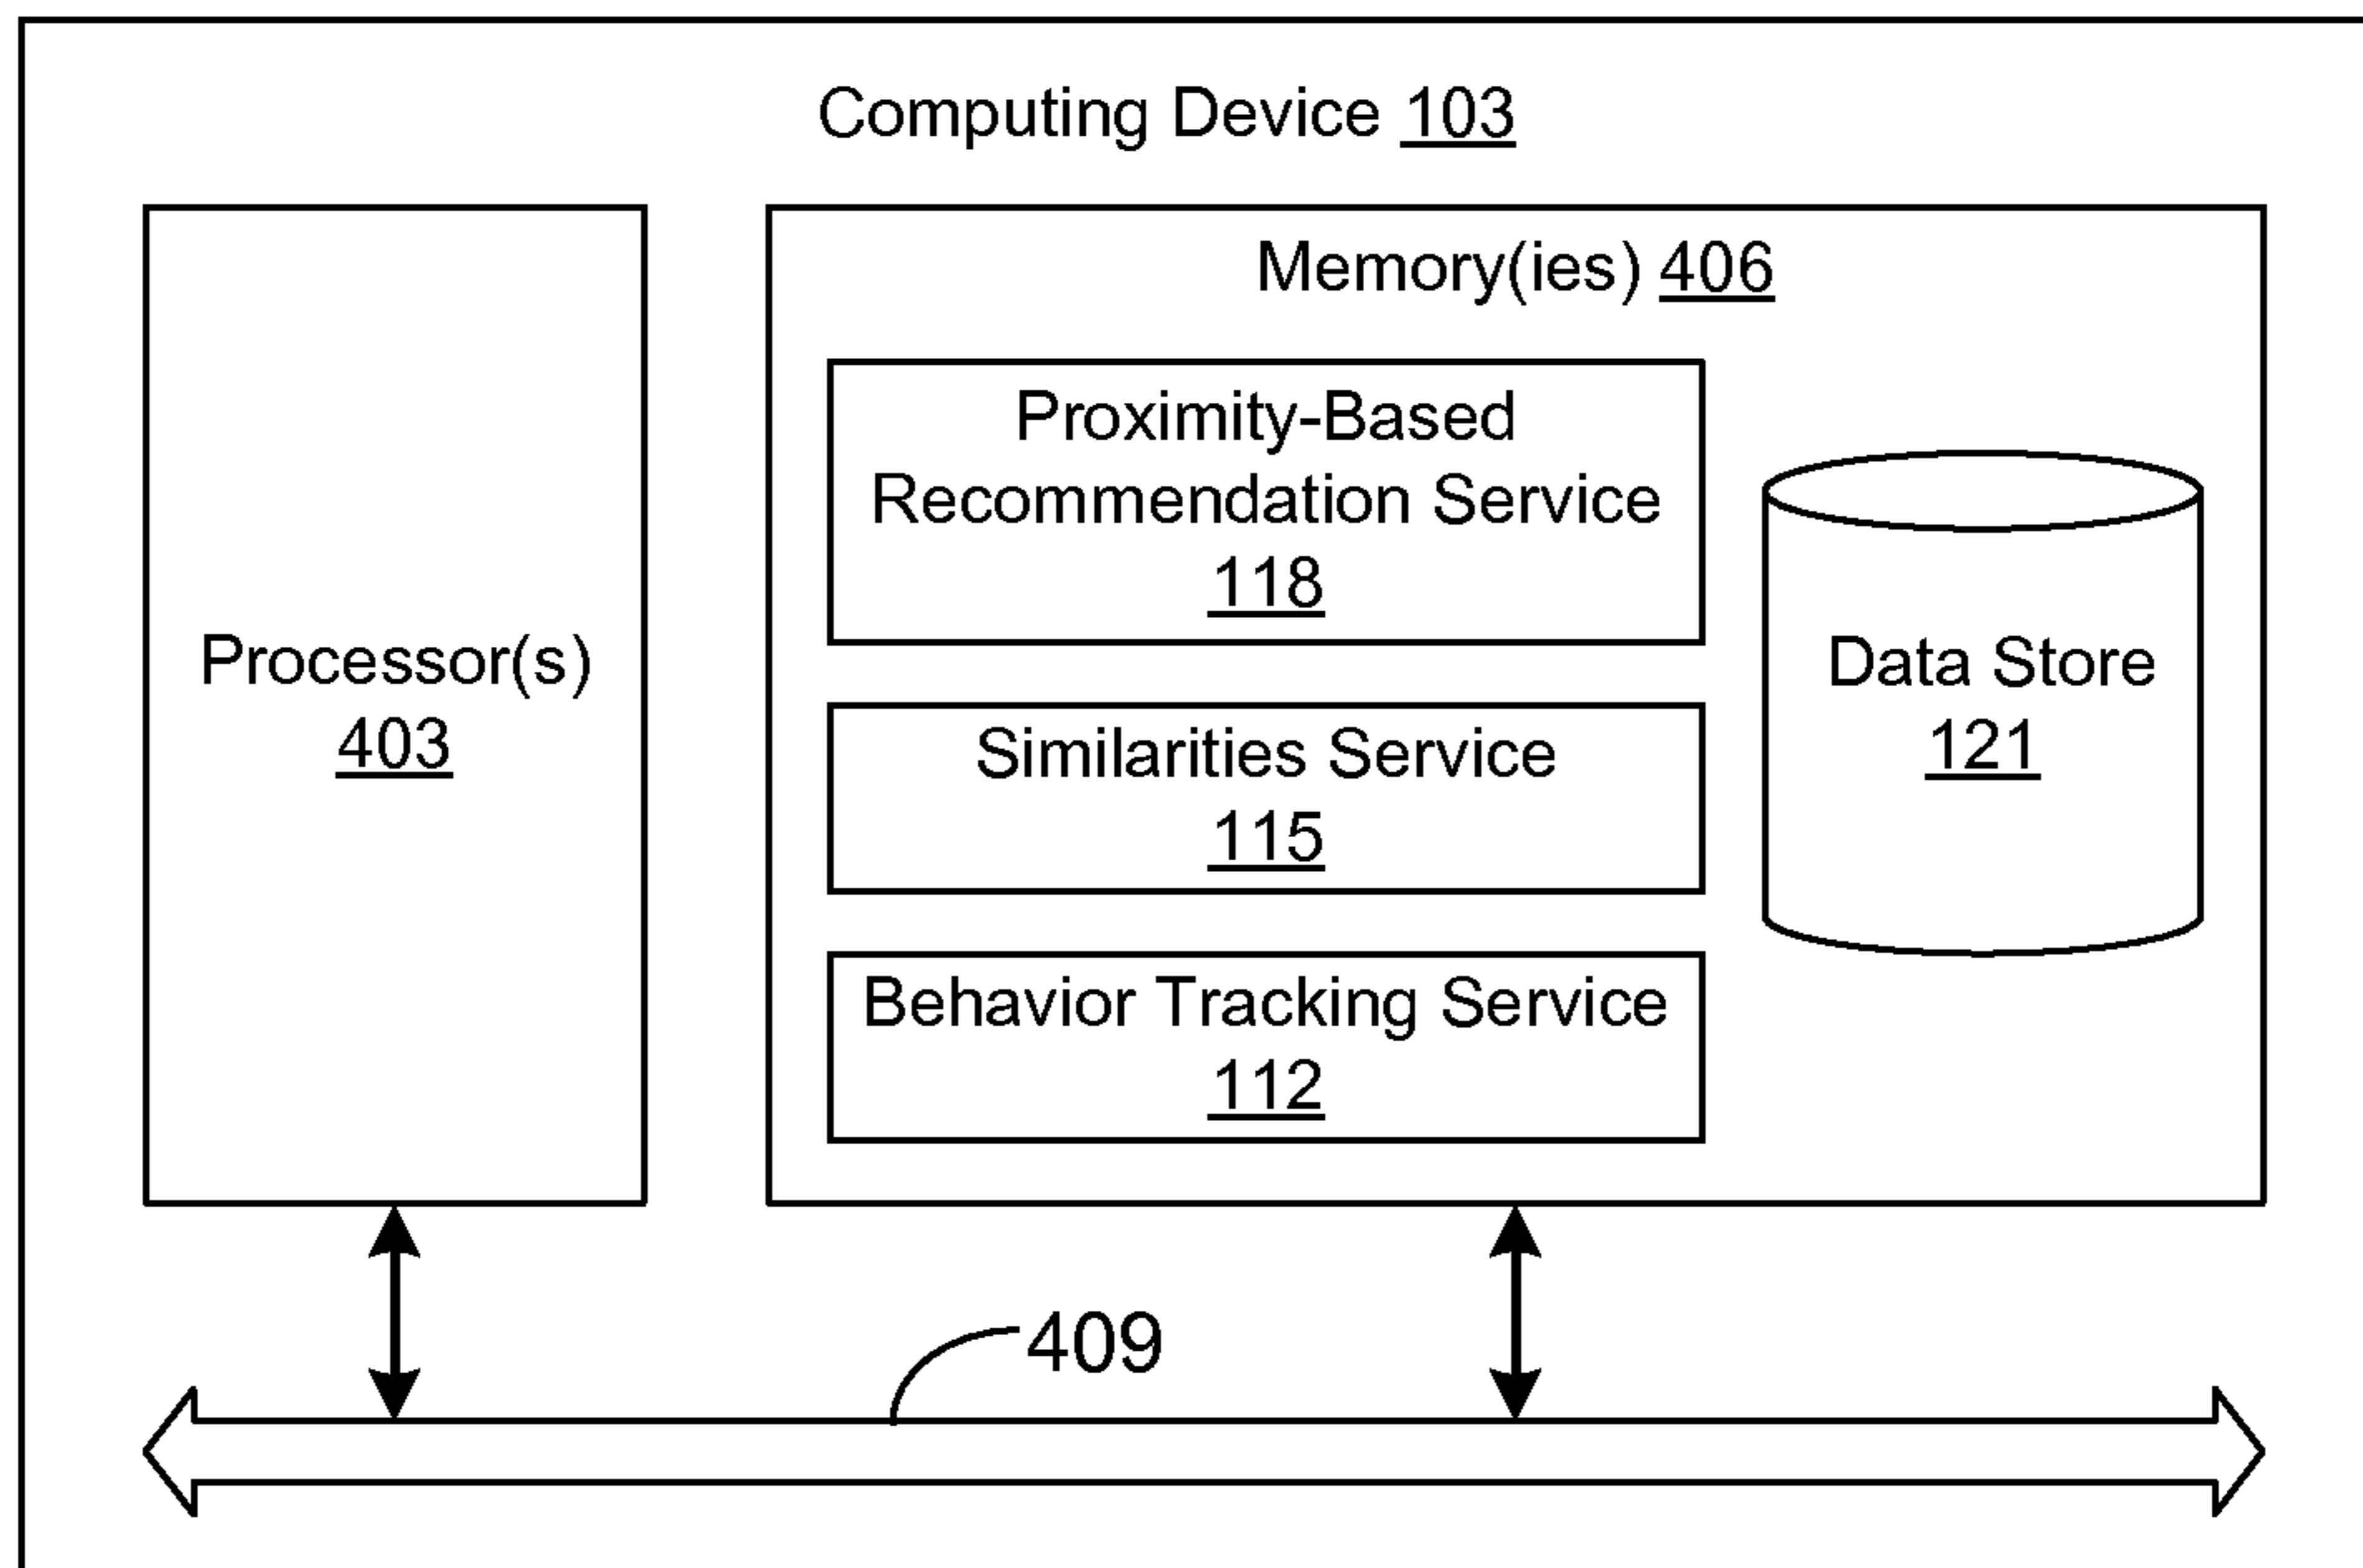 Computing Device 103
Memory(ies) 406
Proximity-Based
Recommendation Service
118
Processor(s)
403
Data Store
121
Similarities Service
115
Behavior Tracking Service
112
409